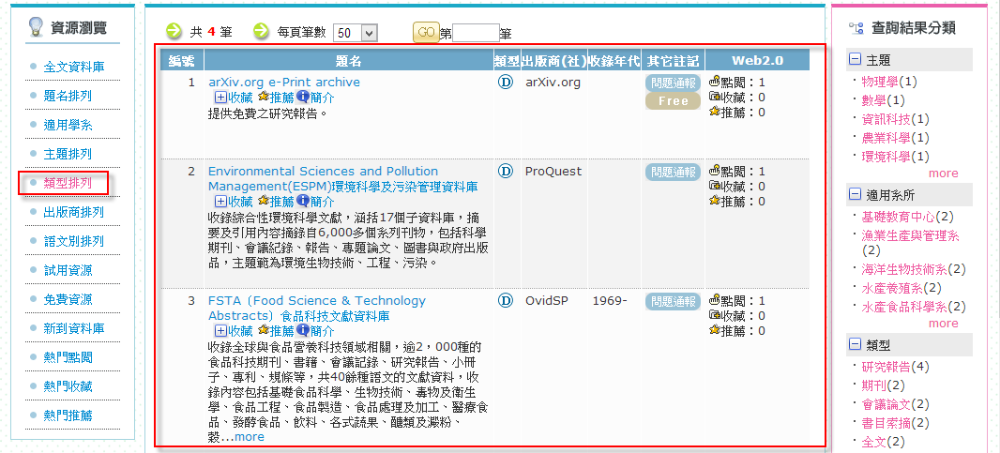 資源瀏覽
全文資料庫
題名排列
適用學系
主題排列
類型排列
出版商排列
語文別排列
試用資源
免費資源
新到資料庫
熱門點閱
熱門收藏
熱門推薦
共 4 筆 每頁筆數 50 GO 第 筆
編號 題名 類型 出版商(社) 收錄年代 其它註記 Web2.0
1 arXiv.org e-Print archive D arXiv.org 問題通報 點閱：1
收藏 推薦 簡介 Free 收藏：0
提供免費之研究報告。 推薦：0
2 Environmental Sciences and Pollution D ProQuest 問題通報 點閱：1
Management(ESPM)環境科學及污染管理資料庫 收藏：0
收藏 推薦 簡介 推薦：0
收錄綜合性環境科學文獻，涵括17個子資料庫，摘
要及引用內容摘錄自6,000多個系列刊物，包括科學
期刊、會議紀錄、報告、專題論文、圖書與政府出版
品，主題範為環境生物技術、工程、污染。
3 FSTA（Food Science & Technology D OvidSP 1969- 問題通報 點閱：1
Abstracts）食品科技文獻資料庫 收藏：0
收藏 推薦 簡介 推薦：0
收錄全球與食品營養科技領域相關，逾2，000種的
食品科技期刊、書籍、會議記錄、研究報告、小冊
子、專利、規條等，共40餘種語文的文獻資料，收
錄內容包括基礎食品科學、生物技術、毒物及衛生
學、食品工程、食品製造、食品處理及加工、醫療食
品、發酵食品、飲料、各式蔬果、醣類及澱粉、
穀...more
查詢結果分類
主題
物理學(1)
數學(1)
資訊科技(1)
農業科學(1)
環境科學(1)
more
適用系所
基礎教育中心(2)
漁業生產與管理系
(2)
海洋生物技術系(2)
水產養殖系(2)
水產食品科學系(2)
more
類型
研究報告(4)
期刊(2)
會議論文(2)
書目索摘(2)
全文(2)